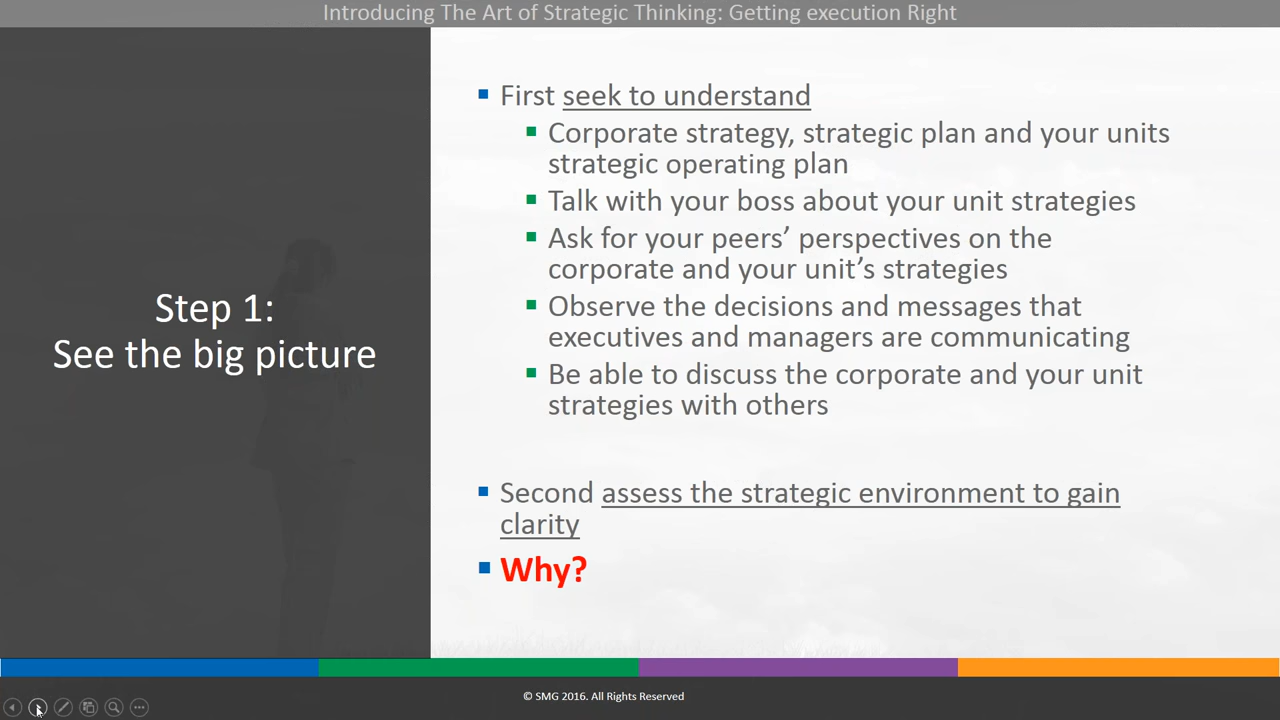 Introducing The Art of Strategic Thinking: Getting execution Right
Step 1:
See the big picture
First seek to understand
Corporate strategy, strategic plan and your units
strategic operating plan
Talk with your boss about your unit strategies
Ask for your peers’ perspectives on the
corporate and your unit’s strategies
Observe the decisions and messages that
executives and managers are communicating
Be able to discuss the corporate and your unit
strategies with others
Second assess the strategic environment to gain
clarity
Why?
© SMG 2016. All Rights Reserved